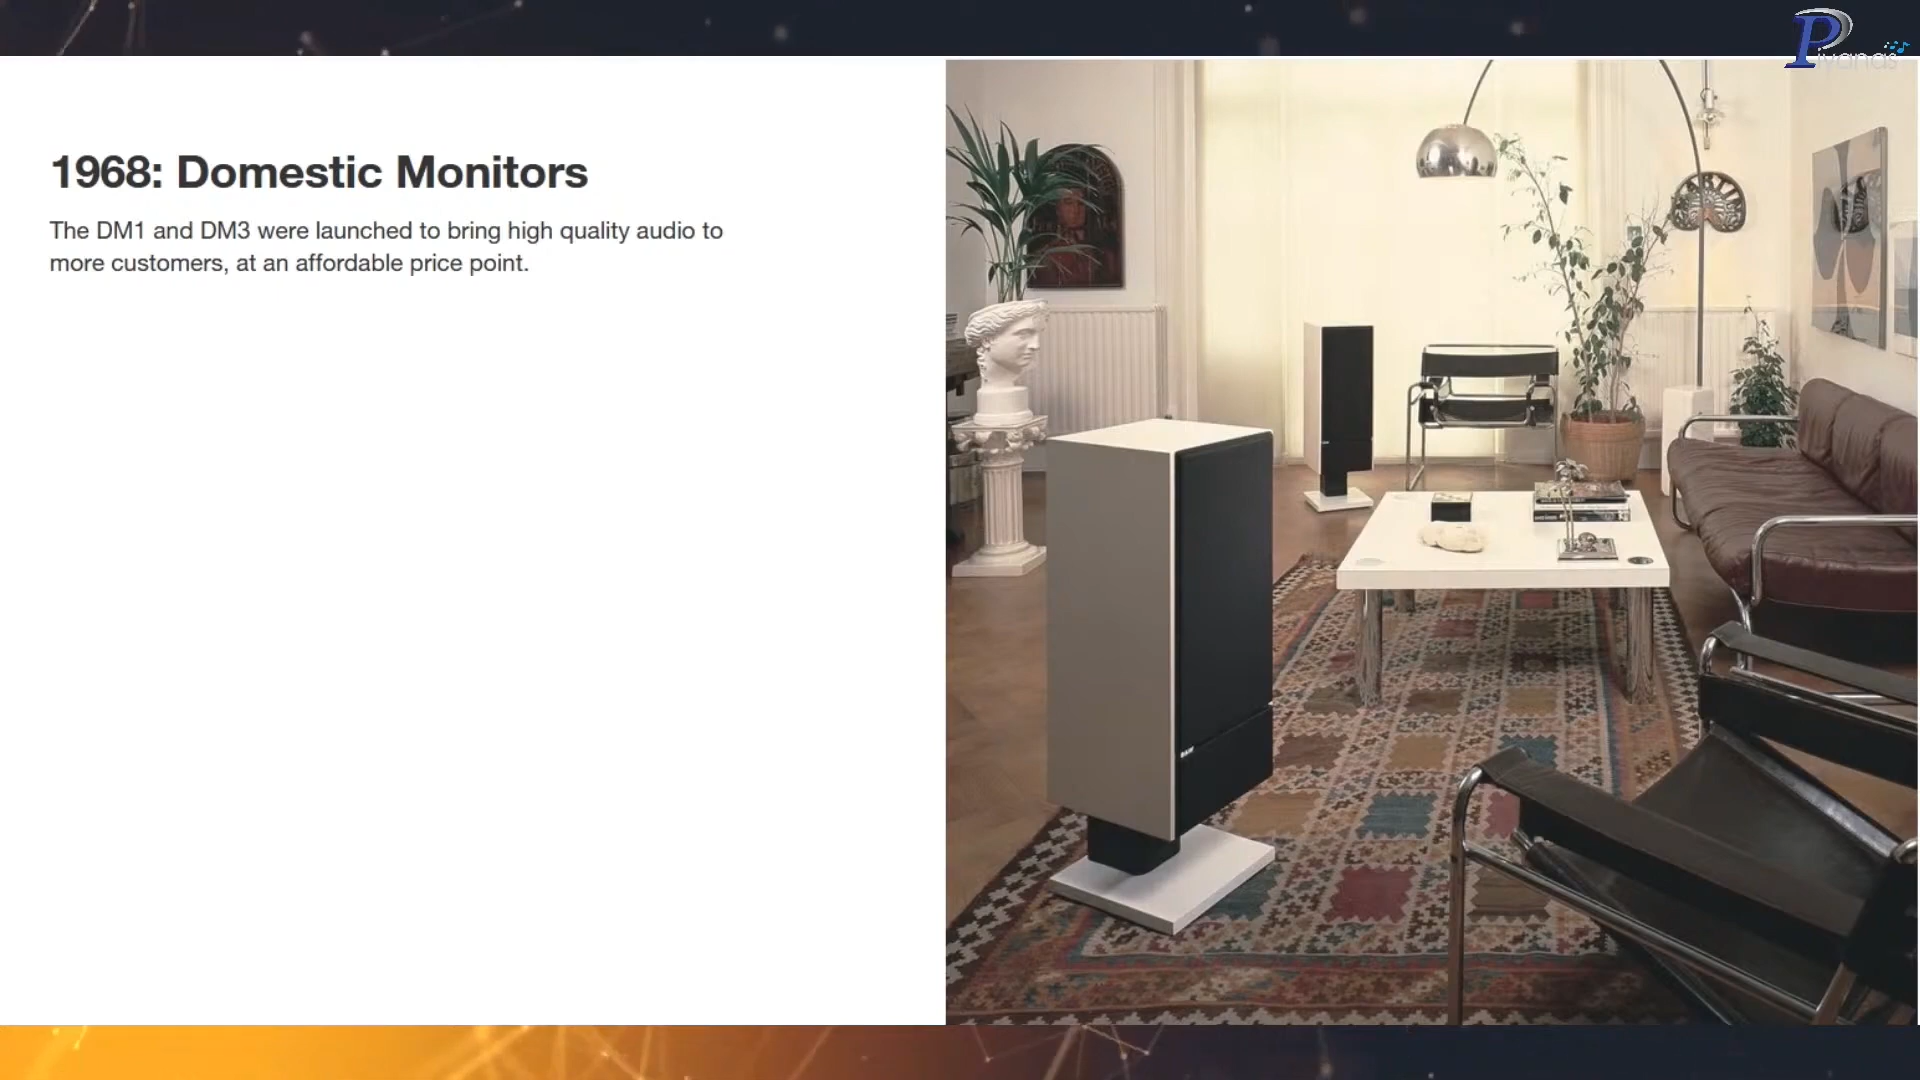 Pivanas
1968: Domestic Monitors
The DM1 and DM3 were launched to bring high quality audio to
more customers, at an affordable price point.
B&W